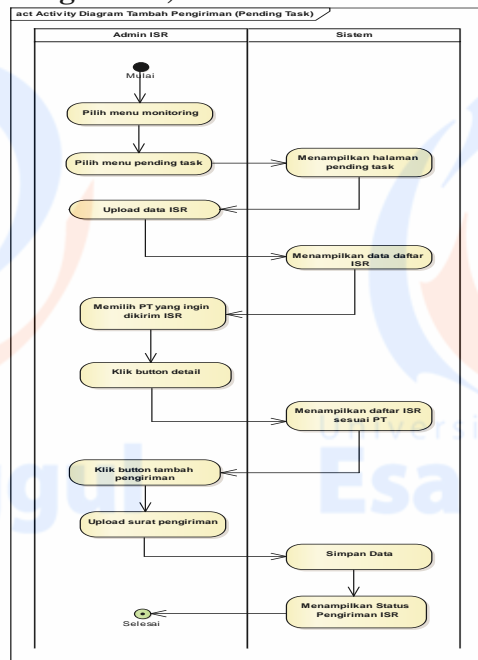 act Activity Diagram Tambah Pengiriman (Pending Task)
Admin ISR
Sistem
Mulai
Pilih menu monitoring
Pilih menu pending task
Menampilkan halaman
pending task
Upload data ISR
Menampilkan data daftar
ISR
Memilih PT yang ingin
dikirim ISR
Klik button detail
Menampilkan daftar ISR
sesuai PT
Universi
Esa
gul
Klik button tambah
pengiriman
Upload surat pengiriman
Simpan Data
Menampilkan Status
Pengiriman ISR
Selesai